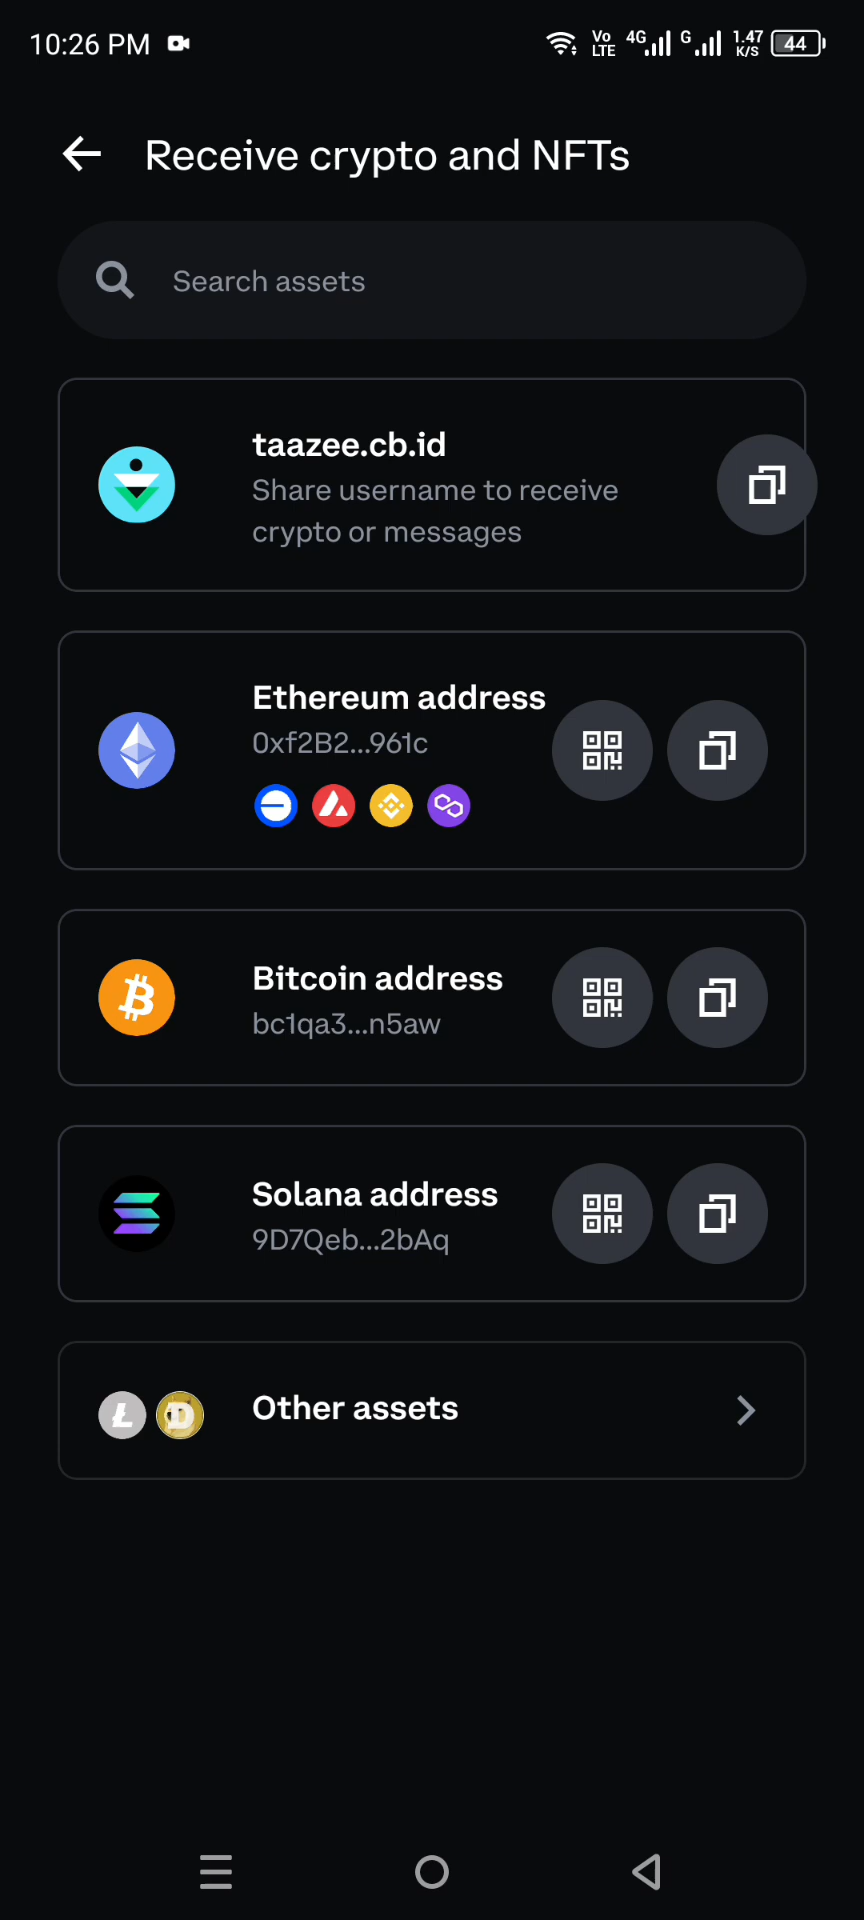 10:26 PM
Vo LTE 4G G 1.47 K/S 44
Receive crypto and NFTs
Search assets
taazee.cb.id
Share username to receive
crypto or messages
Ethereum address
0xf2B2...961c
Bitcoin address
bc1qa3...n5aw
Solana address
9D7Qeb...2bAq
Other assets